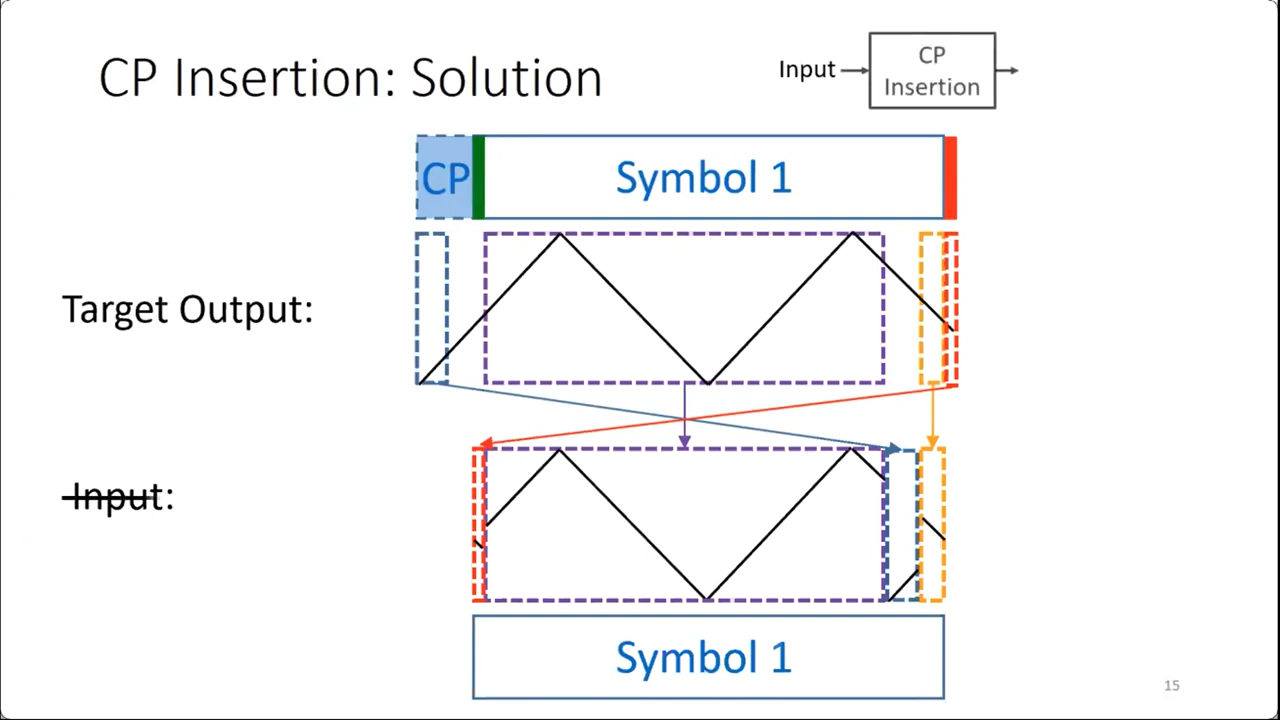 CP Insertion: Solution
Input
CP
Insertion
CP
Symbol 1
Target Output:
Input:
Symbol 1
15